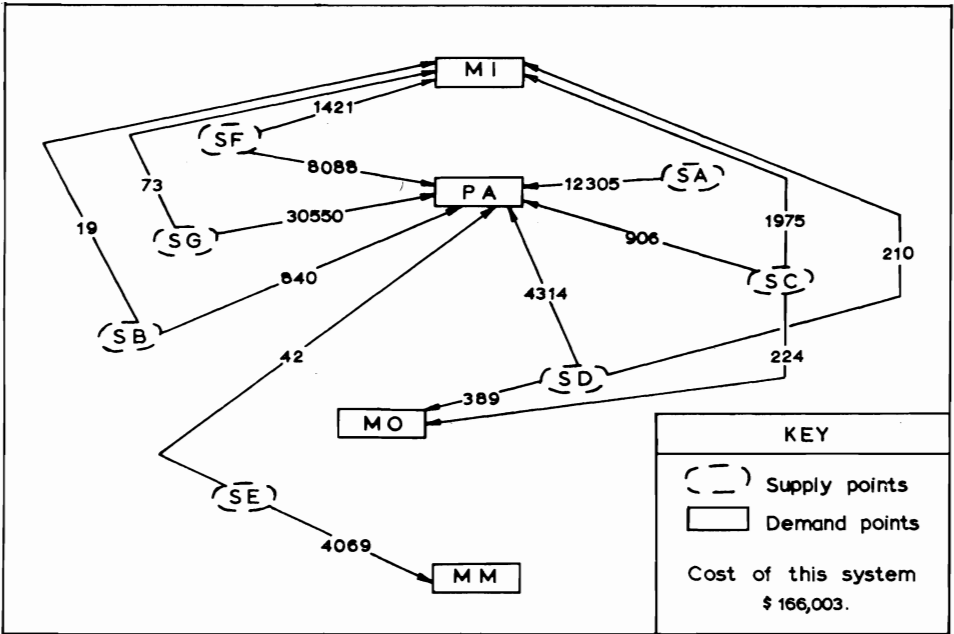 MI
1421
SF
8088
PA
12305
SA
73
30550
SG
19
906
1975
210
840
SC
4314
SB
42
SD
224
389
MO
KEY
SE
Supply points
4069
Demand points
MM
Cost of this system
$ 166,003.